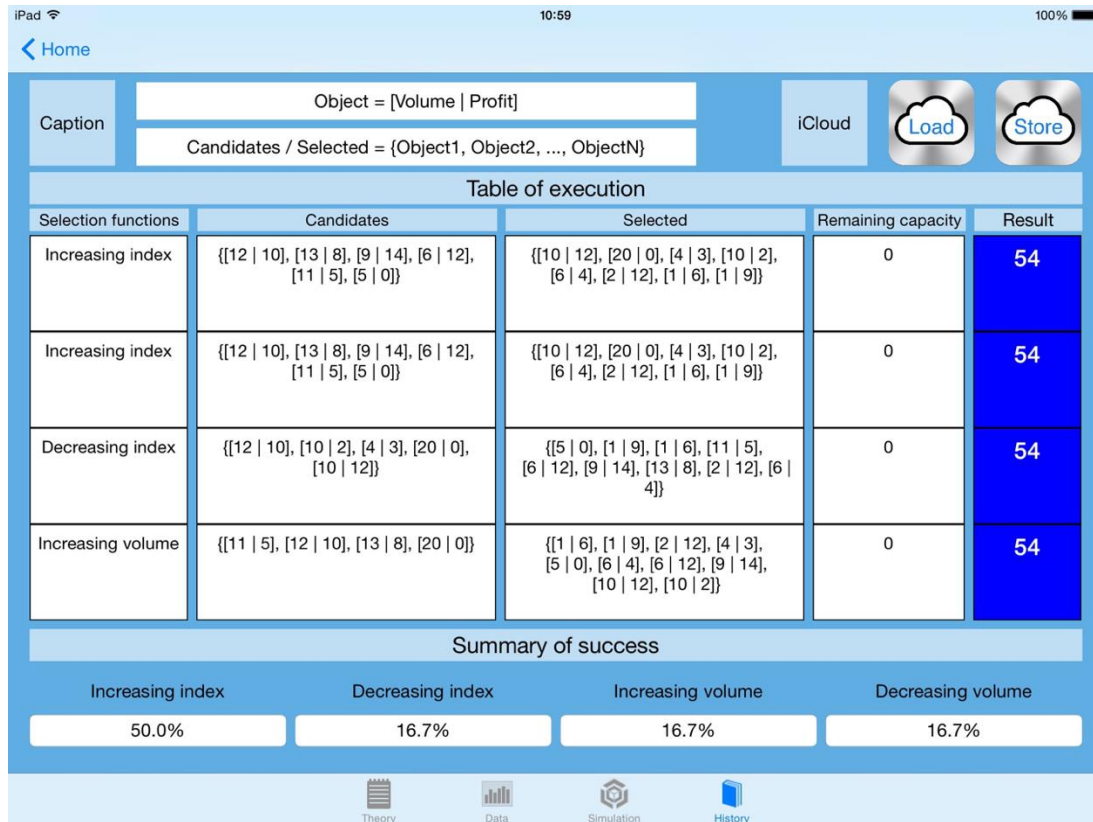 iPad 10:59 100%
Home
Caption
Object = [Volume | Profit]
Candidates / Selected = {Object1, Object2, ..., ObjectN}
iCloud
Load
Store
Table of execution
Selection functions Candidates Selected Remaining capacity Result
Increasing index
{[12 | 10], [13 | 8], [9 | 14], [6 | 12],
[11 | 5], [5 | 0]}
{[10 | 12], [20 | 0], [4 | 3], [10 | 2],
[6 | 4], [2 | 12], [1 | 6], [1 | 9]}
0
54
Increasing index
{[12 | 10], [13 | 8], [9 | 14], [6 | 12],
[11 | 5], [5 | 0]}
{[10 | 12], [20 | 0], [4 | 3], [10 | 2],
[6 | 4], [2 | 12], [1 | 6], [1 | 9]}
0
54
Decreasing index
{[12 | 10], [10 | 2], [4 | 3], [20 | 0],
[10 | 12]}
{[5 | 0], [1 | 9], [1 | 6], [11 | 5],
[6 | 12], [9 | 14], [13 | 8], [2 | 12], [6 |
4]}
0
54
Increasing volume
{[11 | 5], [12 | 10], [13 | 8], [20 | 0]}
{[1 | 6], [1 | 9], [2 | 12], [4 | 3],
[5 | 0], [6 | 4], [6 | 12], [9 | 14],
[10 | 12], [10 | 2]}
0
54
Summary of success
Increasing index Decreasing index Increasing volume Decreasing volume
50.0% 16.7% 16.7% 16.7%
Theory Data Simulation History